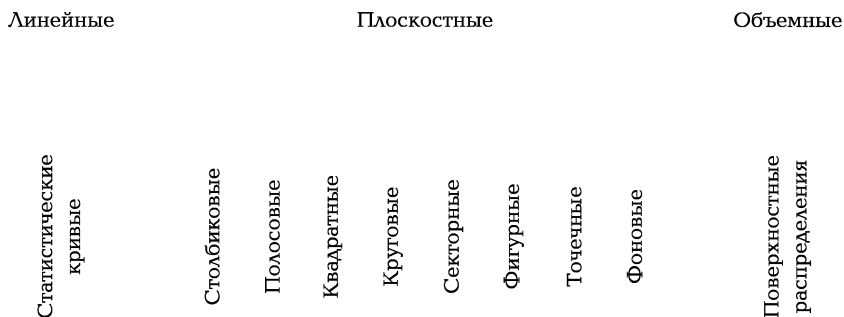 Линейные
Плоскостные
Объемные
Статистические
кривые
Столбиковые
Полосовые
Квадратные
Круговые
Секторные
Фигурные
Точечные
Фоновые
Поверхностные
распределения